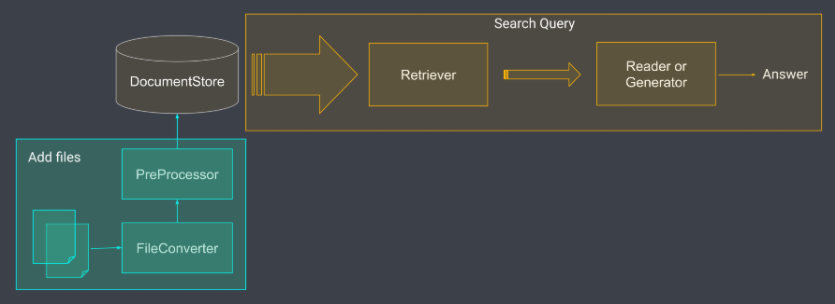 Search Query
DocumentStore
Retriever
Reader or
Generator
Answer
Add files
PreProcessor
FileConverter